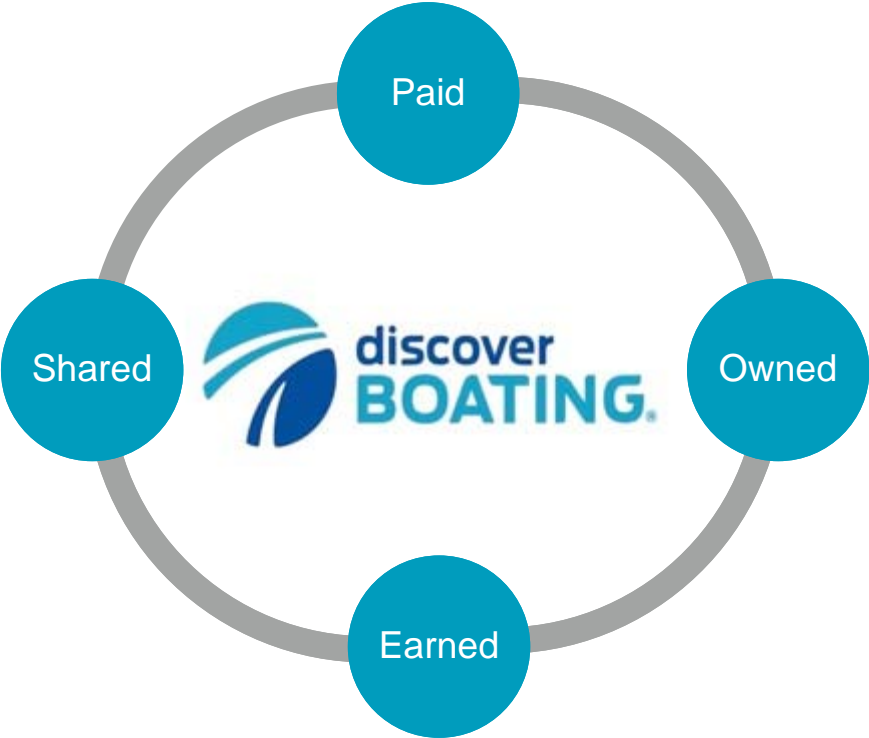 Paid
Shared
discover
BOATING®
Owned
Earned